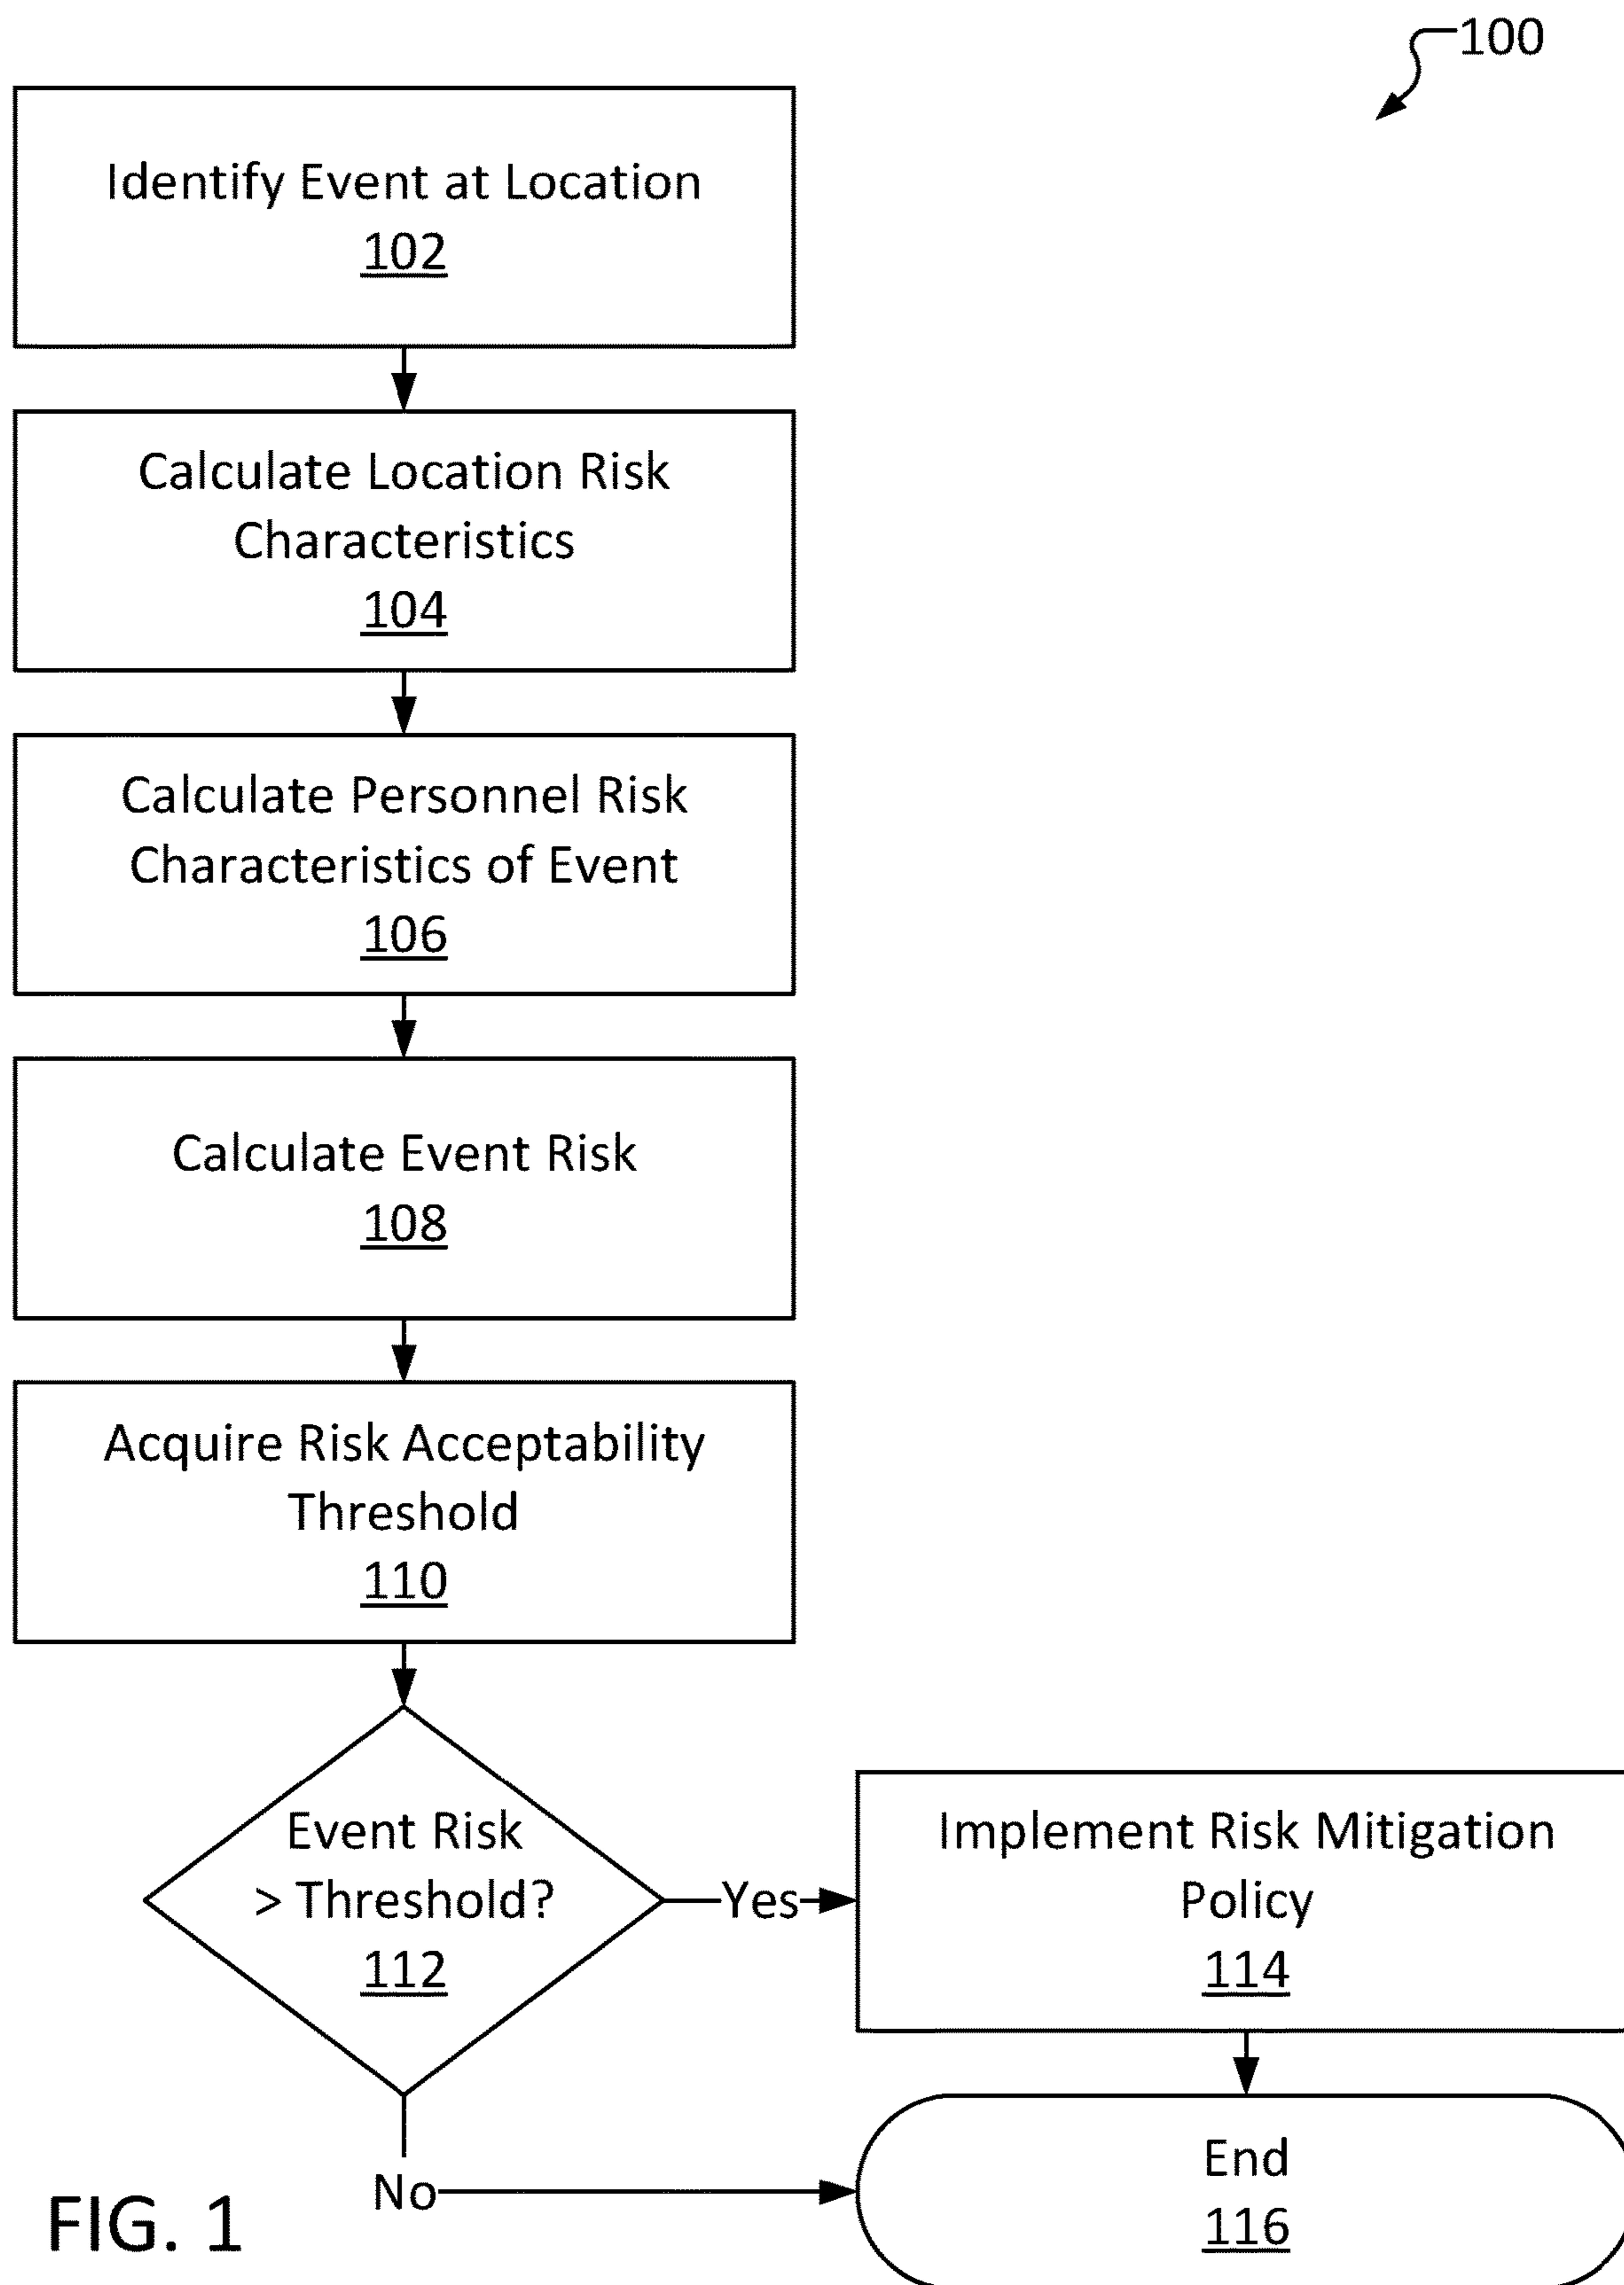 100
Identify Event at Location
102
Calculate Location Risk
Characteristics
104
Calculate Personnel Risk
Characteristics of Event
106
Calculate Event Risk
108
Acquire Risk Acceptability
Threshold
110
Event Risk
> Threshold?
112
Yes
Implement Risk Mitigation
Policy
114
No
End
116
FIG. 1